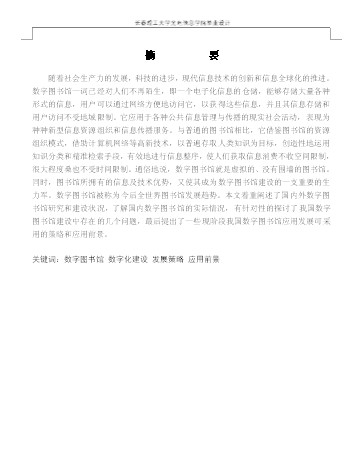 长春理工大学光电信息学院毕业设计
摘 要
随着社会生产力的发展，科技的进步，现代信息技术的创新和信息全球化的推进。
数字图书馆一词已经对人们不再陌生，即一个电子化信息的仓储，能够存储大量各种
形式的信息，用户可以通过网络方便地访问它，以获得这些信息，并且其信息存储和
用户访问不受地域限制。它应用于各种公共信息管理与传播的现实社会活动，表现为
种种新型信息资源组织和信息传播服务。与普通的图书馆相比，它借鉴图书馆的资源
组织模式，借助计算机网络等高新技术，以普遍存取人类知识为目标，创造性地运用
知识分类和精准检索手段，有效地进行信息整序，使人们获取信息消费不收空间限制，
很大程度桑也不受时间限制。通俗地说，数字图书馆就是虚拟的、没有围墙的图书馆。
同时，图书馆所拥有的信息及技术优势，又使其成为数字图书馆建设的一支重要的生
力军。数字图书馆被称为今后全世界图书馆发展趋势。本文着重阐述了国内外数字图
书馆研究和建设状况，了解国内数字图书馆的实际情况，有针对性的探讨了我国数字
图书馆建设中存在的几个问题，最后提出了一些现阶段我国数字图书馆应用发展可采
用的策略和应用前景。
关键词：数字图书馆 数字化建设 发展策略 应用前景